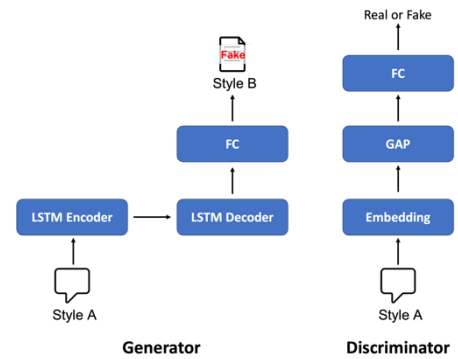 Real or Fake
Fake
Style B
FC
FC
GAP
LSTM Encoder
LSTM Decoder
Embedding
Style A
Style A
Generator
Discriminator